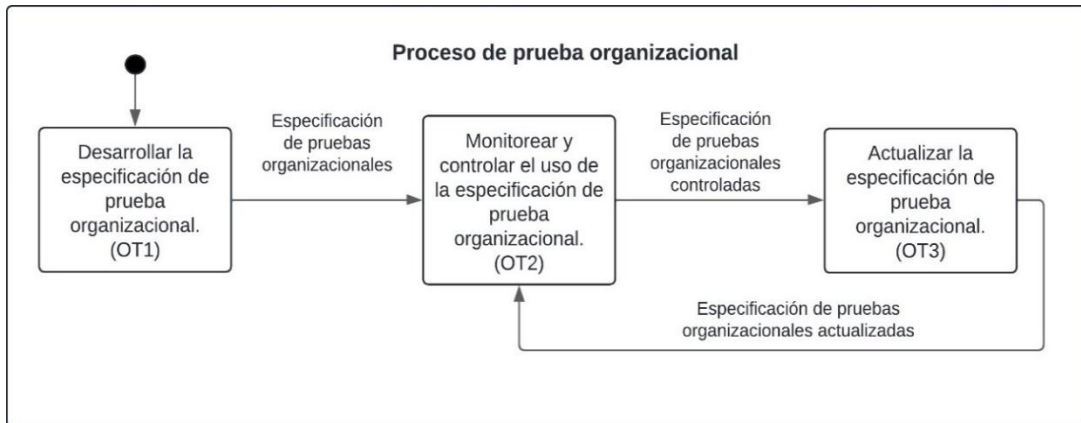 Proceso de prueba organizacional
Desarrollar la
especificación de
prueba
organizacional.
(OT1)
Especificación
de pruebas
organizacionales
Monitorear y
controlar el uso de
la especificación de
prueba
organizacional.
(OT2)
Especificación
de pruebas
organizacionales
controladas
Actualizar la
especificación de
prueba
organizacional.
(OT3)
Especificación de pruebas
organizacionales actualizadas